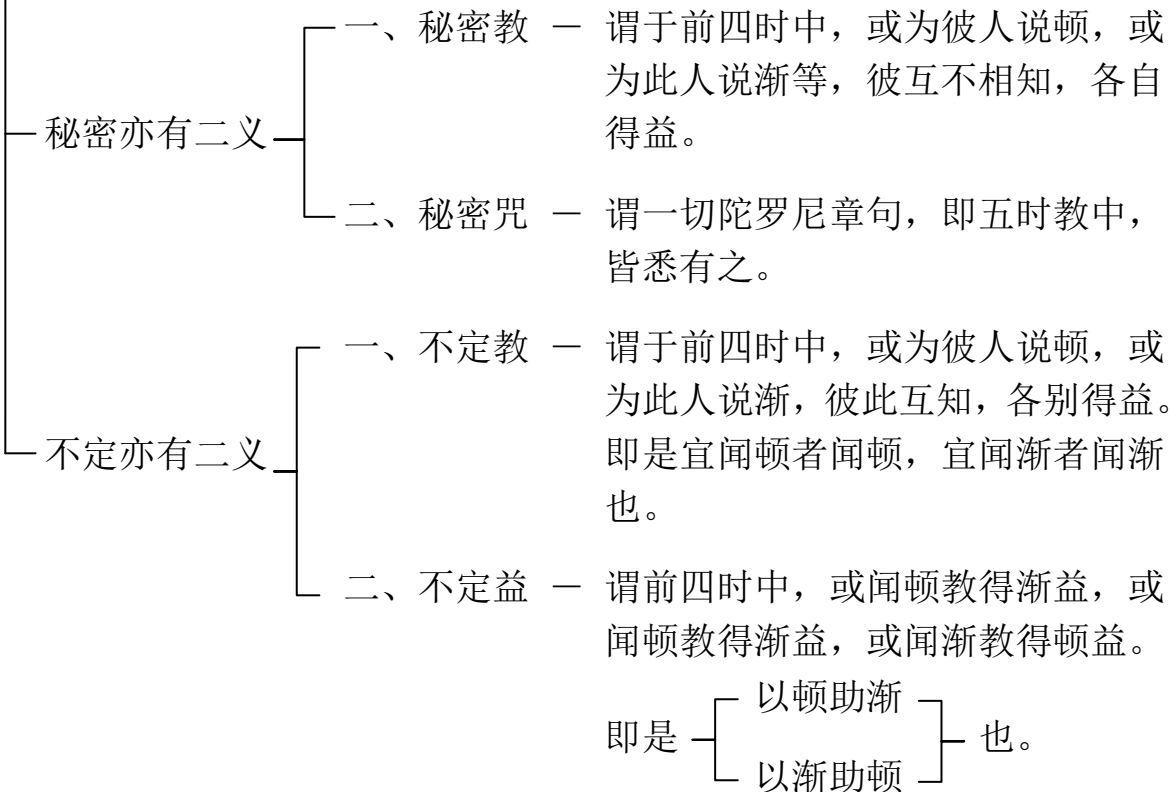 秘密亦有二义
一、秘密教 — 谓于前四时中，或为彼人说顿，或
为此人说渐等，彼互不相知，各自
得益。
二、秘密咒 — 谓一切陀罗尼章句，即五时教中，
皆悉有之。
不定亦有二义
一、不定教 — 谓于前四时中，或为彼人说顿，或
为此人说渐，彼此互知，各别得益。
即是宜闻顿者闻顿，宜闻渐者闻渐
也。
二、不定益 — 谓前四时中，或闻顿教得渐益，或
闻顿教得渐益，或闻渐教得顿益。
即是
以顿助渐
以渐助顿
也。